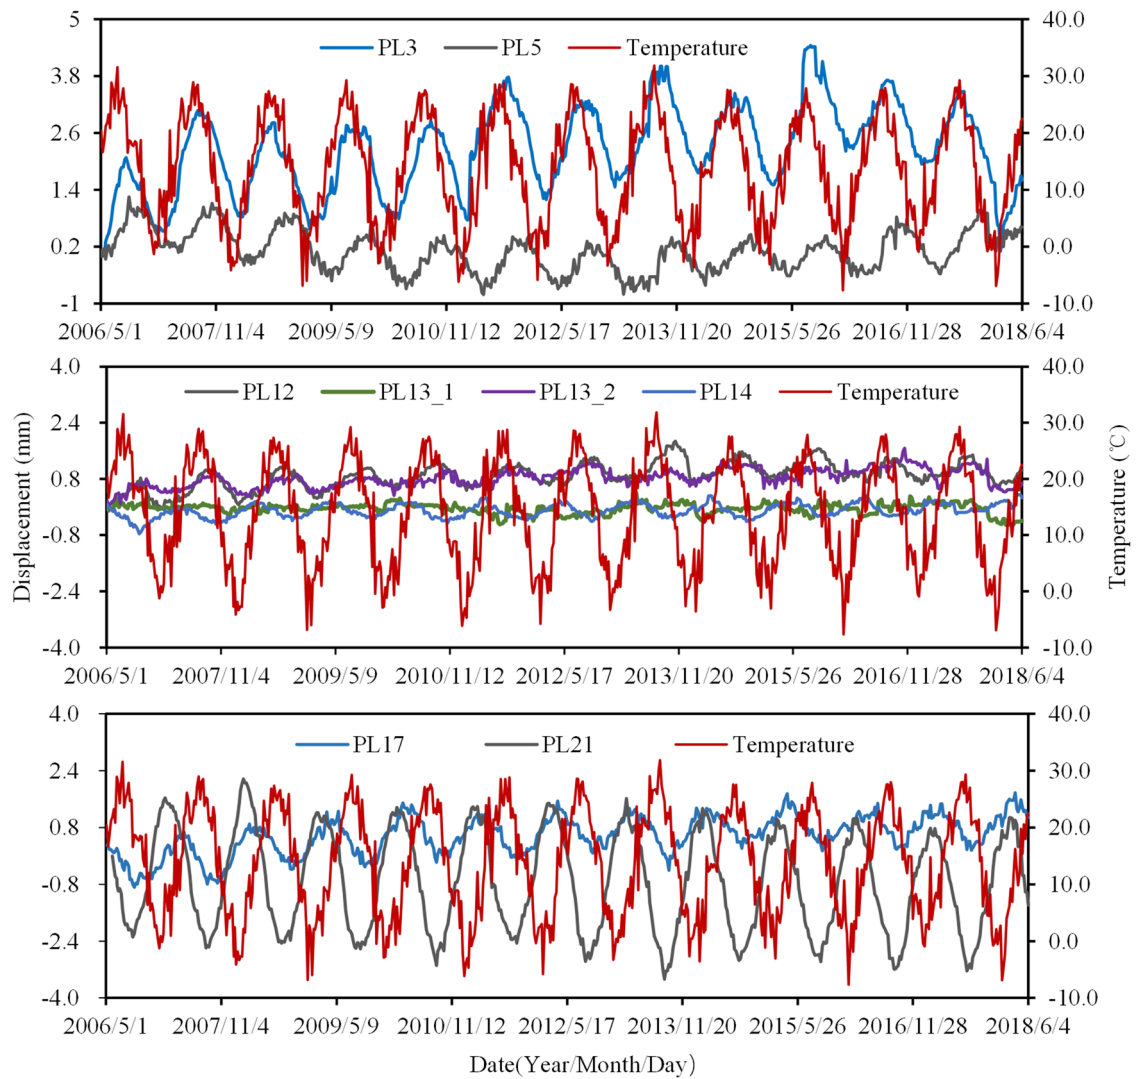 5 40.0
PL3 PL5 Temperature
3.8 30.0
2.6 20.0
1.4 10.0
0.2 0.0
-1 -10.0
2006/5/1 2007/11/4 2009/5/9 2010/11/12 2012/5/17 2013/11/20 2015/5/26 2016/11/28 2018/6/4
4.0 40.0
PL12 PL13_1 PL13_2 PL14 Temperature
2.4 30.0
0.8 20.0
-0.8 10.0
-2.4 0.0
-4.0 -10.0
Displacement (mm)
Temperature (℃)
2006/5/1 2007/11/4 2009/5/9 2010/11/12 2012/5/17 2013/11/20 2015/5/26 2016/11/28 2018/6/4
4.0 40.0
PL17 PL21 Temperature
2.4 30.0
0.8 20.0
-0.8 10.0
-2.4 0.0
-4.0 -10.0
2006/5/1 2007/11/4 2009/5/9 2010/11/12 2012/5/17 2013/11/20 2015/5/26 2016/11/28 2018/6/4
Date(Year/Month/Day)